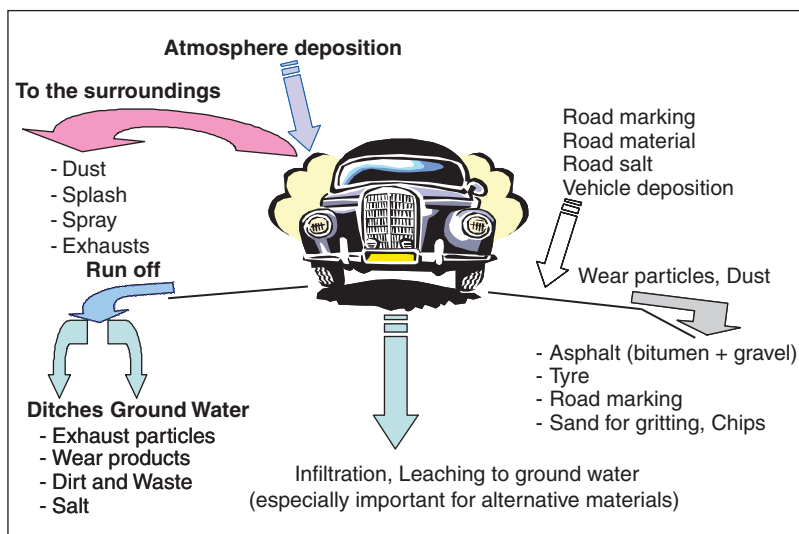 Atmosphere deposition
To the surroundings
- Dust
- Splash
- Spray
- Exhausts
Road marking
Road material
Road salt
Vehicle deposition
Run off
Wear particles, Dust
- Asphalt (bitumen + gravel)
- Tyre
- Road marking
- Sand for gritting, Chips
Ditches Ground Water
- Exhaust particles
- Wear products
- Dirt and Waste
- Salt
Infiltration, Leaching to ground water
(especially important for alternative materials)